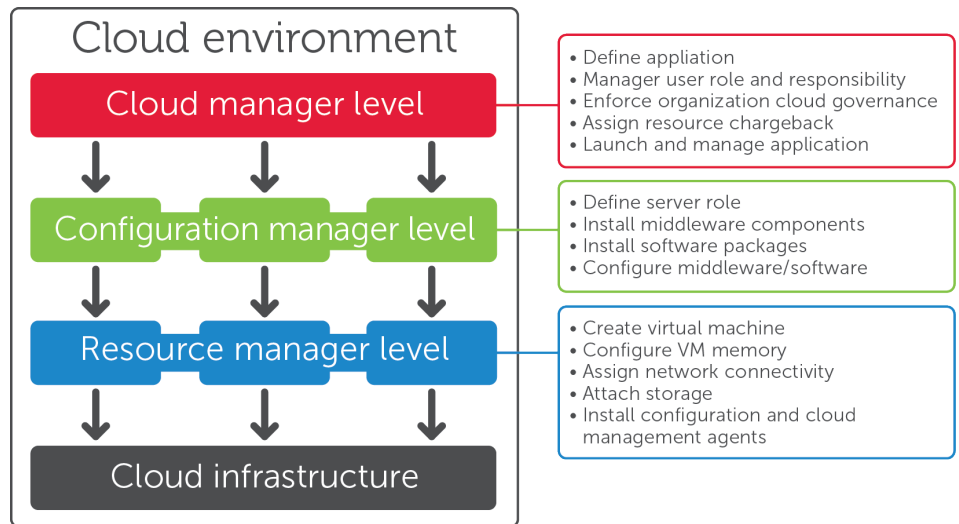 Cloud environment
Cloud manager level
• Define appliation
• Manager user role and responsibility
• Enforce organization cloud governance
• Assign resource chargeback
• Launch and manage application
Configuration manager level
• Define server role
• Install middleware components
• Install software packages
• Configure middleware/software
Resource manager level
• Create virtual machine
• Configure VM memory
• Assign network connectivity
• Attach storage
• Install configuration and cloud
management agents
Cloud infrastructure